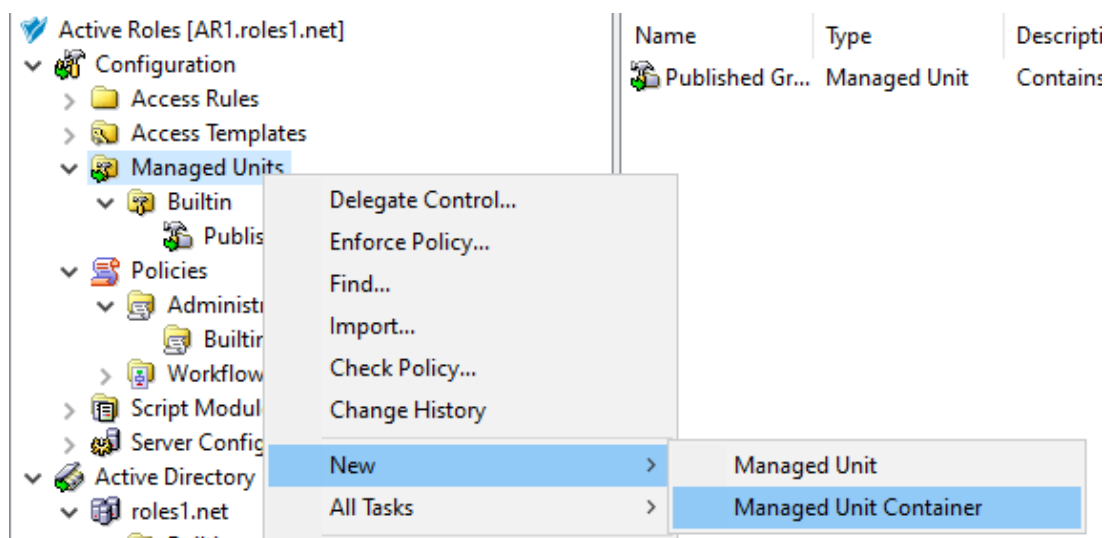 Active Roles [AR1.roles1.net]
Configuration
Access Rules
Access Templates
Managed Units
Builtin
Publis
Policies
Administr
Builtin
Workflow
Script Modul
Server Config
Active Directory
roles1.net
Name Type Descripti
Published Gr... Managed Unit Contains
Delegate Control...
Enforce Policy...
Find...
Import...
Check Policy...
Change History
New
All Tasks
Managed Unit
Managed Unit Container